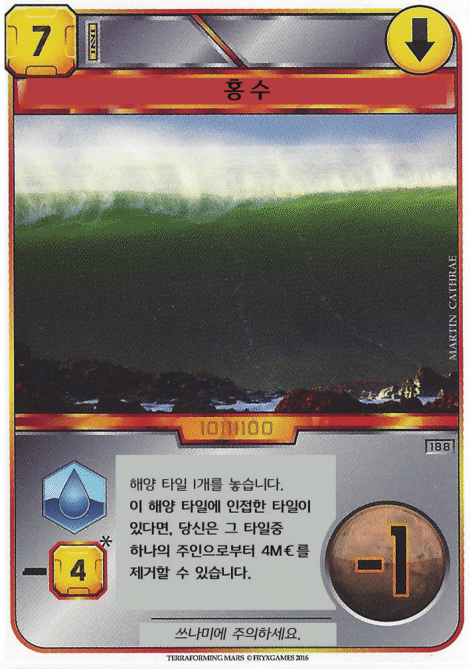 7
홍수
MARTIN CATHRAE
10111100
188
해양 타일 1개를 놓습니다.
이 해양 타일에 인접한 타일이
있다면, 당신은 그 타일중
하나의 주인으로부터 4M€를
제거할 수 있습니다.
-4*
-1
쓰나미에 주의하세요.
TERRAFORMING MARS © FRYXGAMES 2016